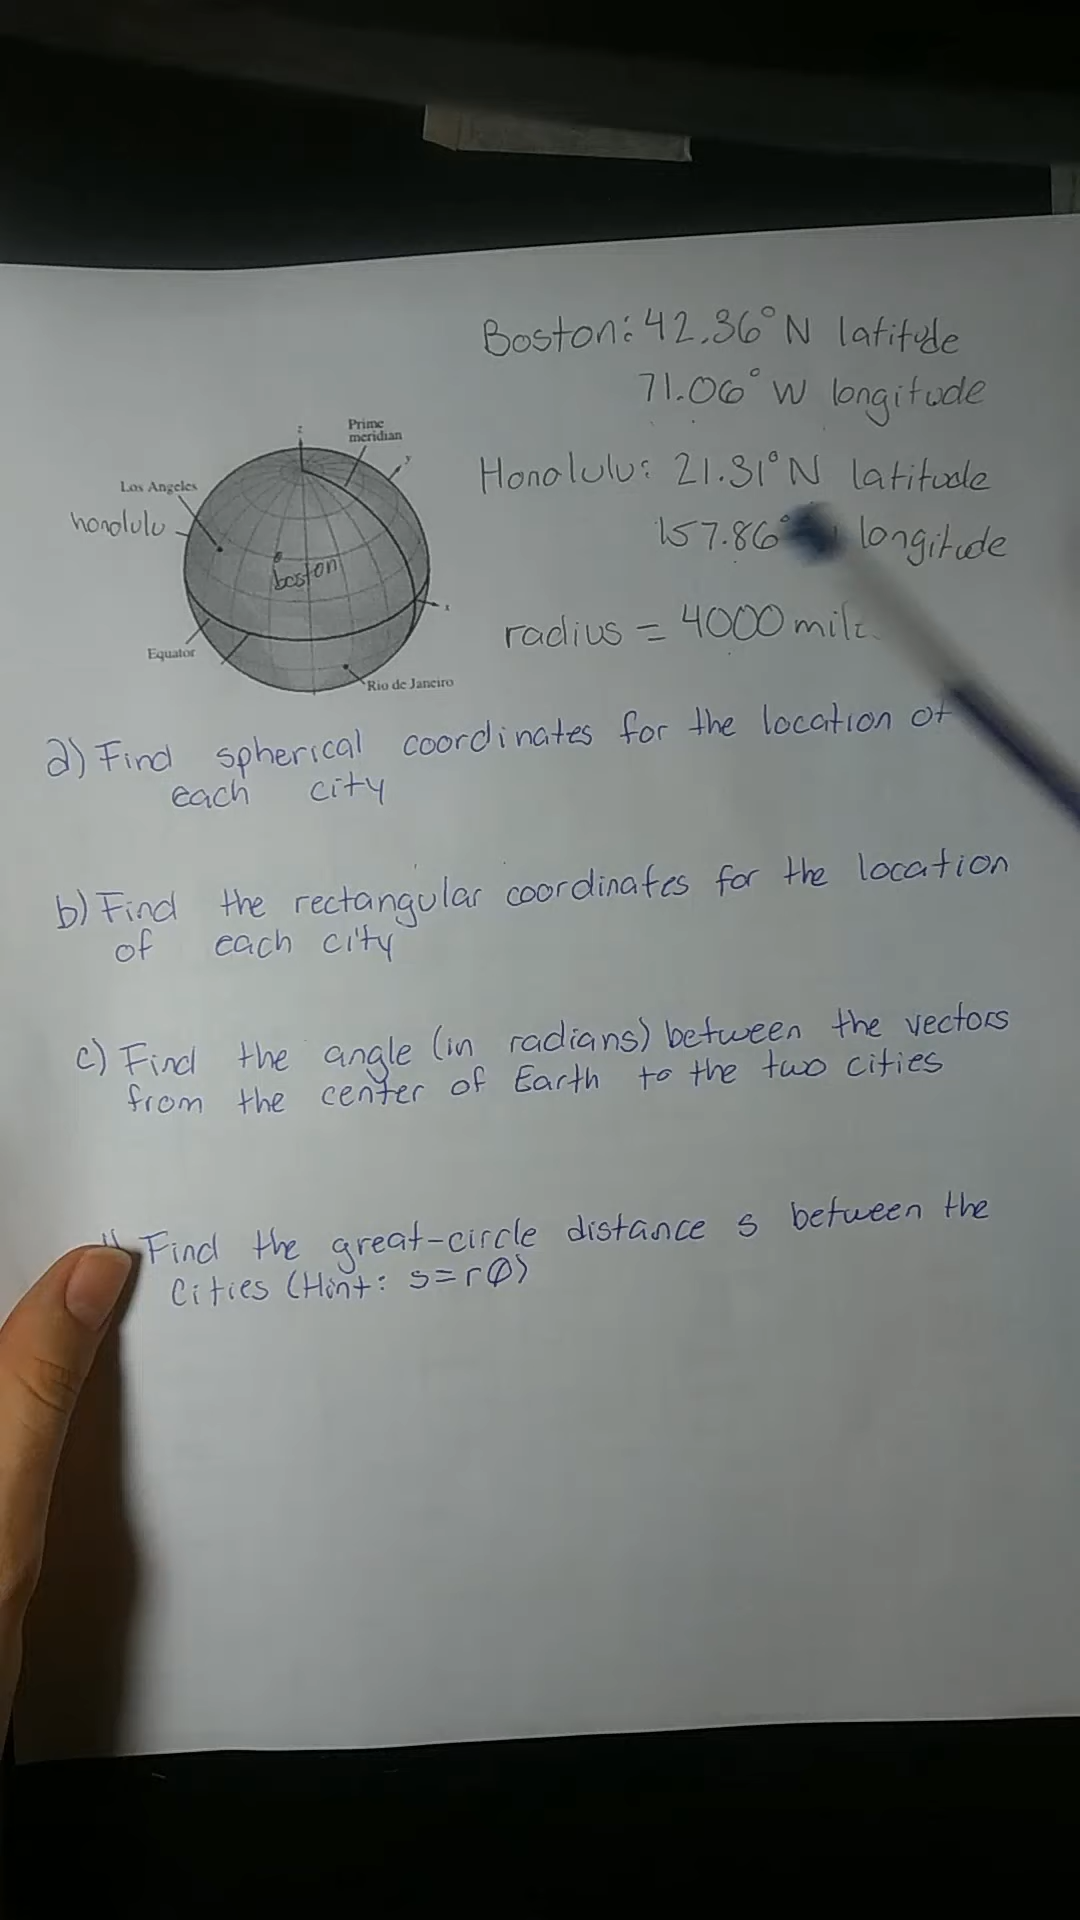 Boston: 42.36° N latitude
71.06° W longitude
Honolulu: 21.31° N latitude
157.86° longitude
radius = 4000
z
Prime
meridian
y
Los Angeles
honolulu
boston
x
Equator
Rio de Janeiro
a) Find spherical coordinates for the location of
each city
b) Find the rectangular coordinates for the location
of each city
c) Find the angle (in radians) between the vectors
from the center of Earth to the two cities
Find the great-circle distance s between the
Cities (Hint: s=rØ)